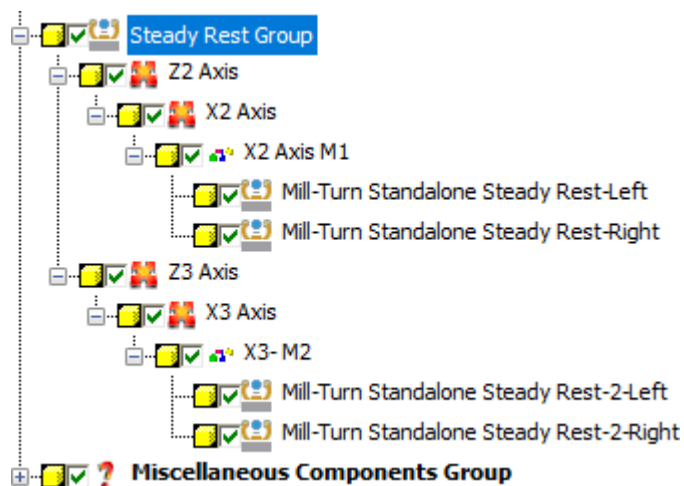 Steady Rest Group
Z2 Axis
X2 Axis
X2 Axis M1
Mill-Turn Standalone Steady Rest-Left
Mill-Turn Standalone Steady Rest-Right
Z3 Axis
X3 Axis
X3- M2
Mill-Turn Standalone Steady Rest-2-Left
Mill-Turn Standalone Steady Rest-2-Right
Miscellaneous Components Group